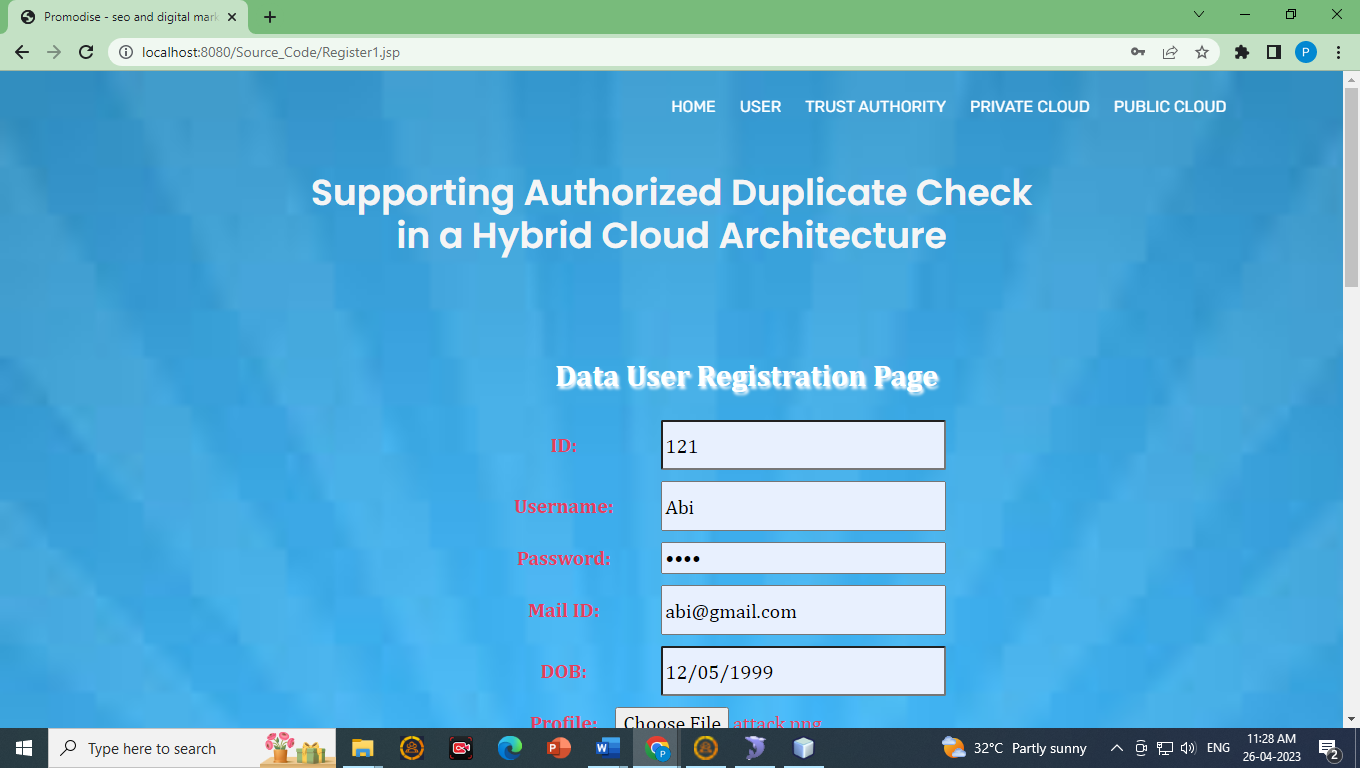 Promodise - seo and digital mark
localhost:8080/Source_Code/Register1.jsp
P
HOME USER TRUST AUTHORITY PRIVATE CLOUD PUBLIC CLOUD
Supporting Authorized Duplicate Check
in a Hybrid Cloud Architecture
Data User Registration Page
ID: 121
Username: Abi
Password: ••••
Mail ID: abi@gmail.com
DOB: 12/05/1999
Profile: Choose File attack.png
Type here to search
32°C Partly sunny
ENG
11:28 AM
26-04-2023
2